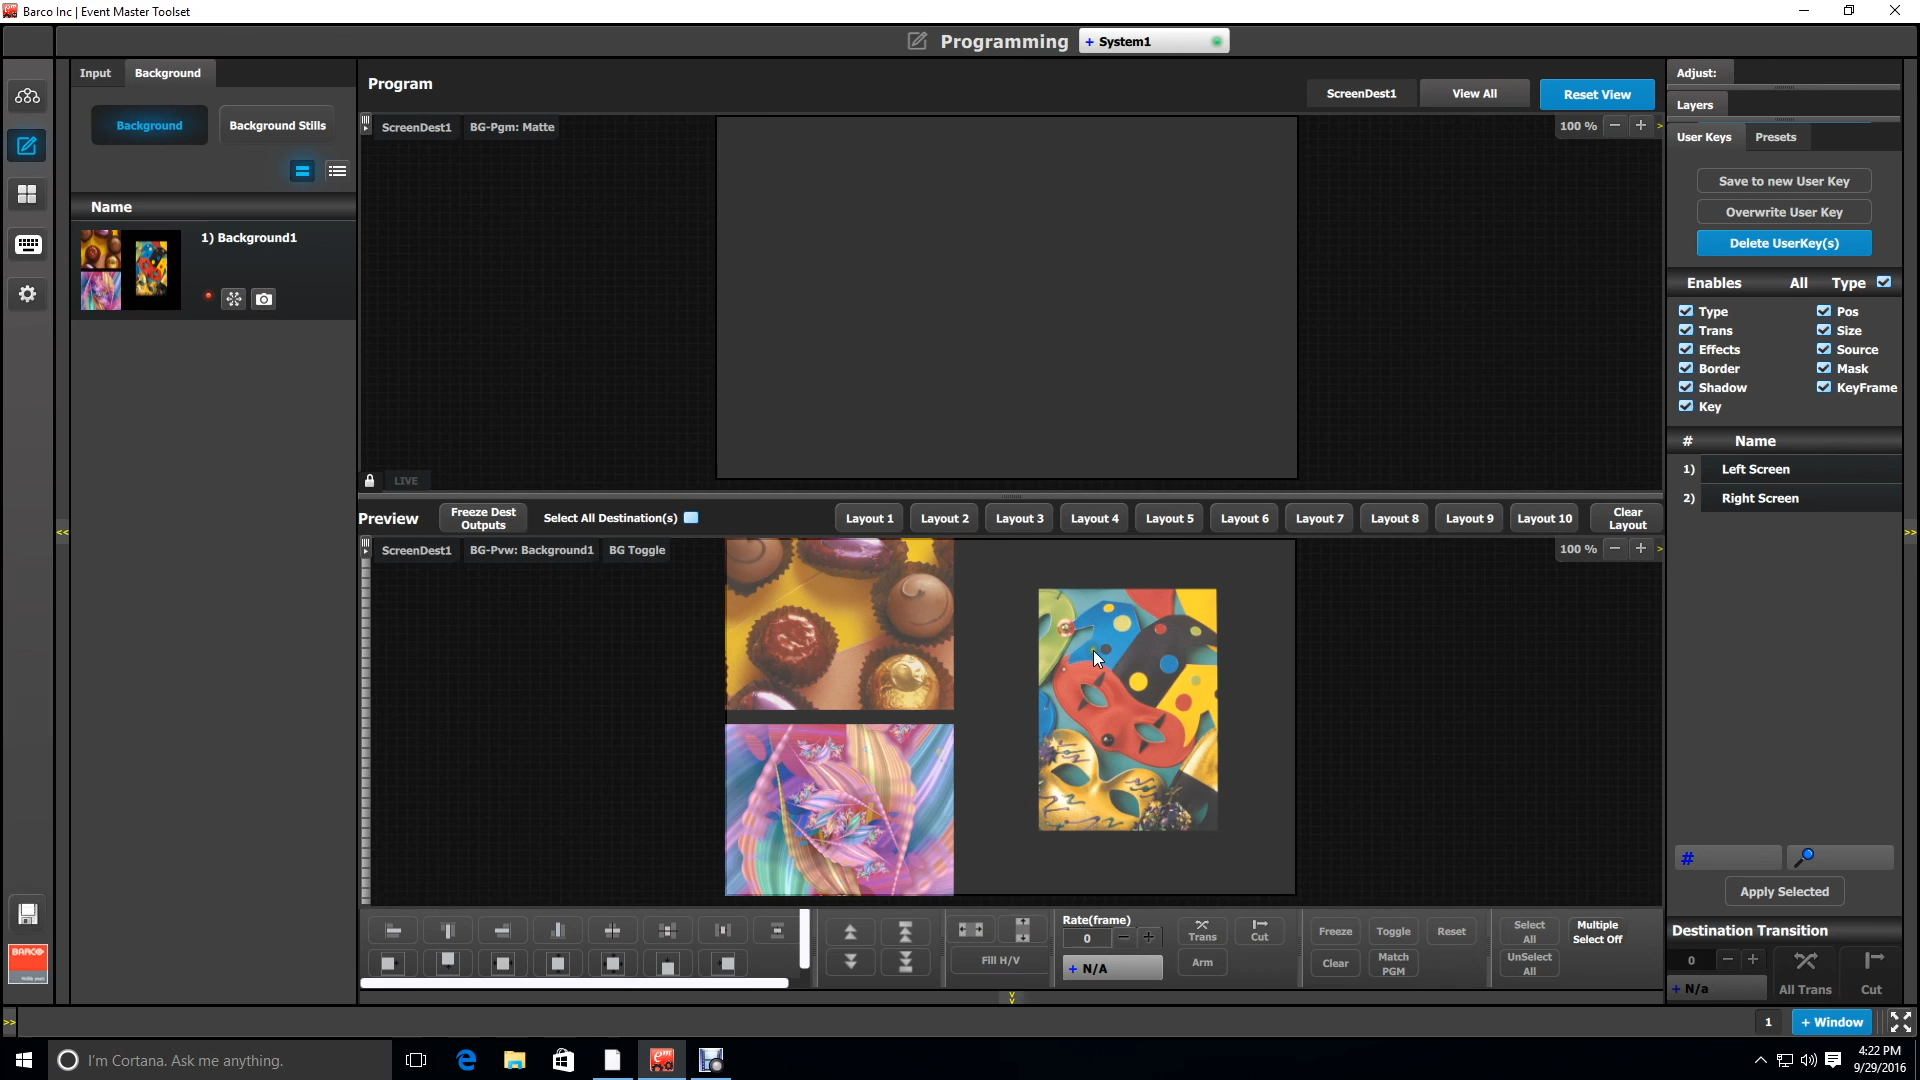 Barco Inc | Event Master Toolset
Programming
+ System1
Input
Background
Background
Background Stills
Name
1) Background1
Program
ScreenDest1
View All
Reset View
ScreenDest1
BG-Pgm: Matte
100 %
LIVE
Preview
Freeze Dest
Outputs
Select All Destination(s)
Layout 1
Layout 2
Layout 3
Layout 4
Layout 5
Layout 6
Layout 7
Layout 8
Layout 9
Layout 10
Clear
Layout
ScreenDest1
BG-Pvw: Background1
BG Toggle
100 %
Fill H/V
Rate(frame)
0
+ N/A
Trans
Cut
Arm
Freeze
Toggle
Reset
Clear
Match
PGM
Select
All
Multiple
Select Off
UnSelect
All
Adjust:
Layers
User Keys
Presets
Save to new User Key
Overwrite User Key
Delete UserKey(s)
Enables
All
Type
Type
Pos
Trans
Size
Effects
Source
Border
Mask
Shadow
KeyFrame
Key
#
Name
1) Left Screen
2) Right Screen
#
Apply Selected
Destination Transition
0
+ N/a
All Trans
Cut
<<
>>
>>
1
+ Window
BARCO
I'm Cortana. Ask me anything.
em
4:22 PM
9/29/2016